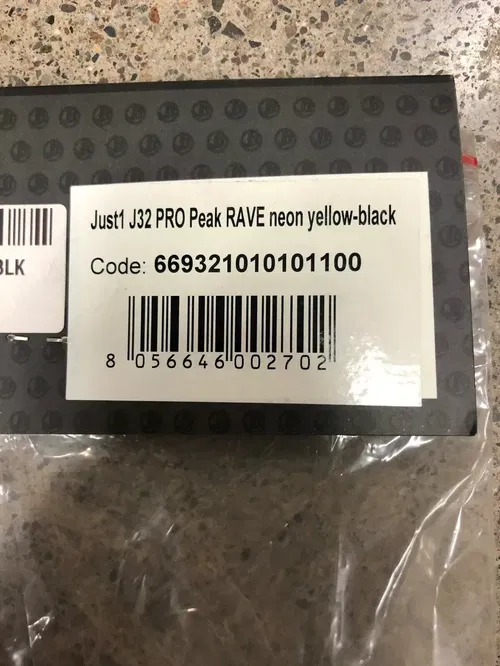 Just1 J32 PRO Peak RAVE neon yellow-black
Code: 669321010101100
8 056646 002702
BLK